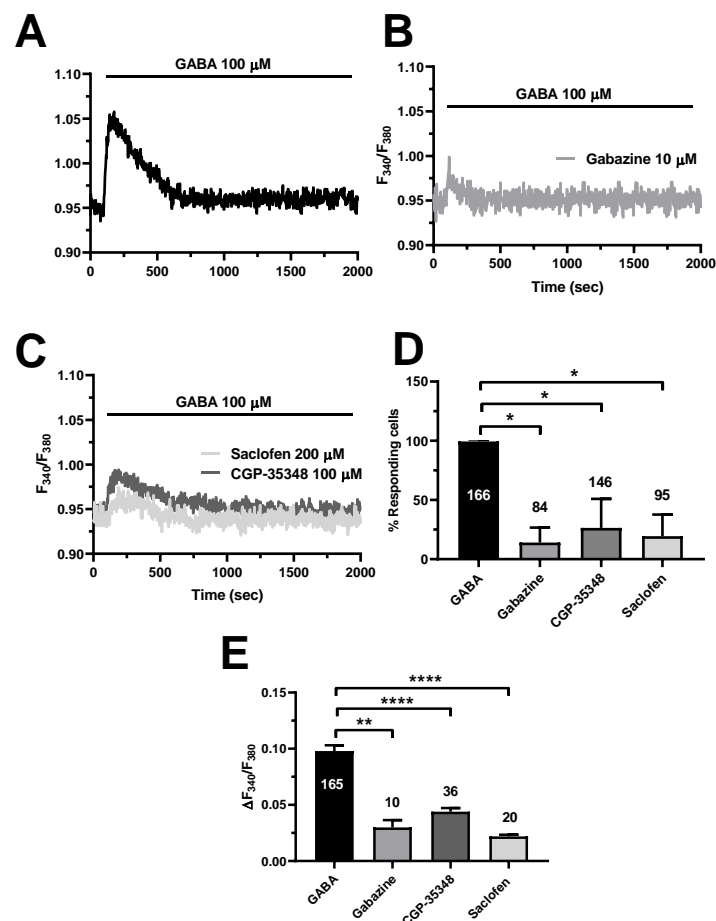 A
GABA 100 µM
1.10
1.05
1.00
0.95
0.90
0 500 1000 1500 2000
B
GABA 100 µM
Gabazine 10 µM
F340/F380
1.10
1.05
1.00
0.95
0.90
0 500 1000 1500 2000
Time (sec)
C
GABA 100 µM
Saclofen 200 µM
CGP-35348 100 µM
F340/F380
1.10
1.05
1.00
0.95
0.90
0 500 1000 1500 2000
Time (sec)
D
% Responding cells
150
100
50
0
*
*
*
166
84
146
95
GABA
Gabazine
CGP-35348
Saclofen
E
ΔF340/F380
0.15
0.10
0.05
0.00
****
****
**
165
10
36
20
GABA
Gabazine
CGP-35348
Saclofen